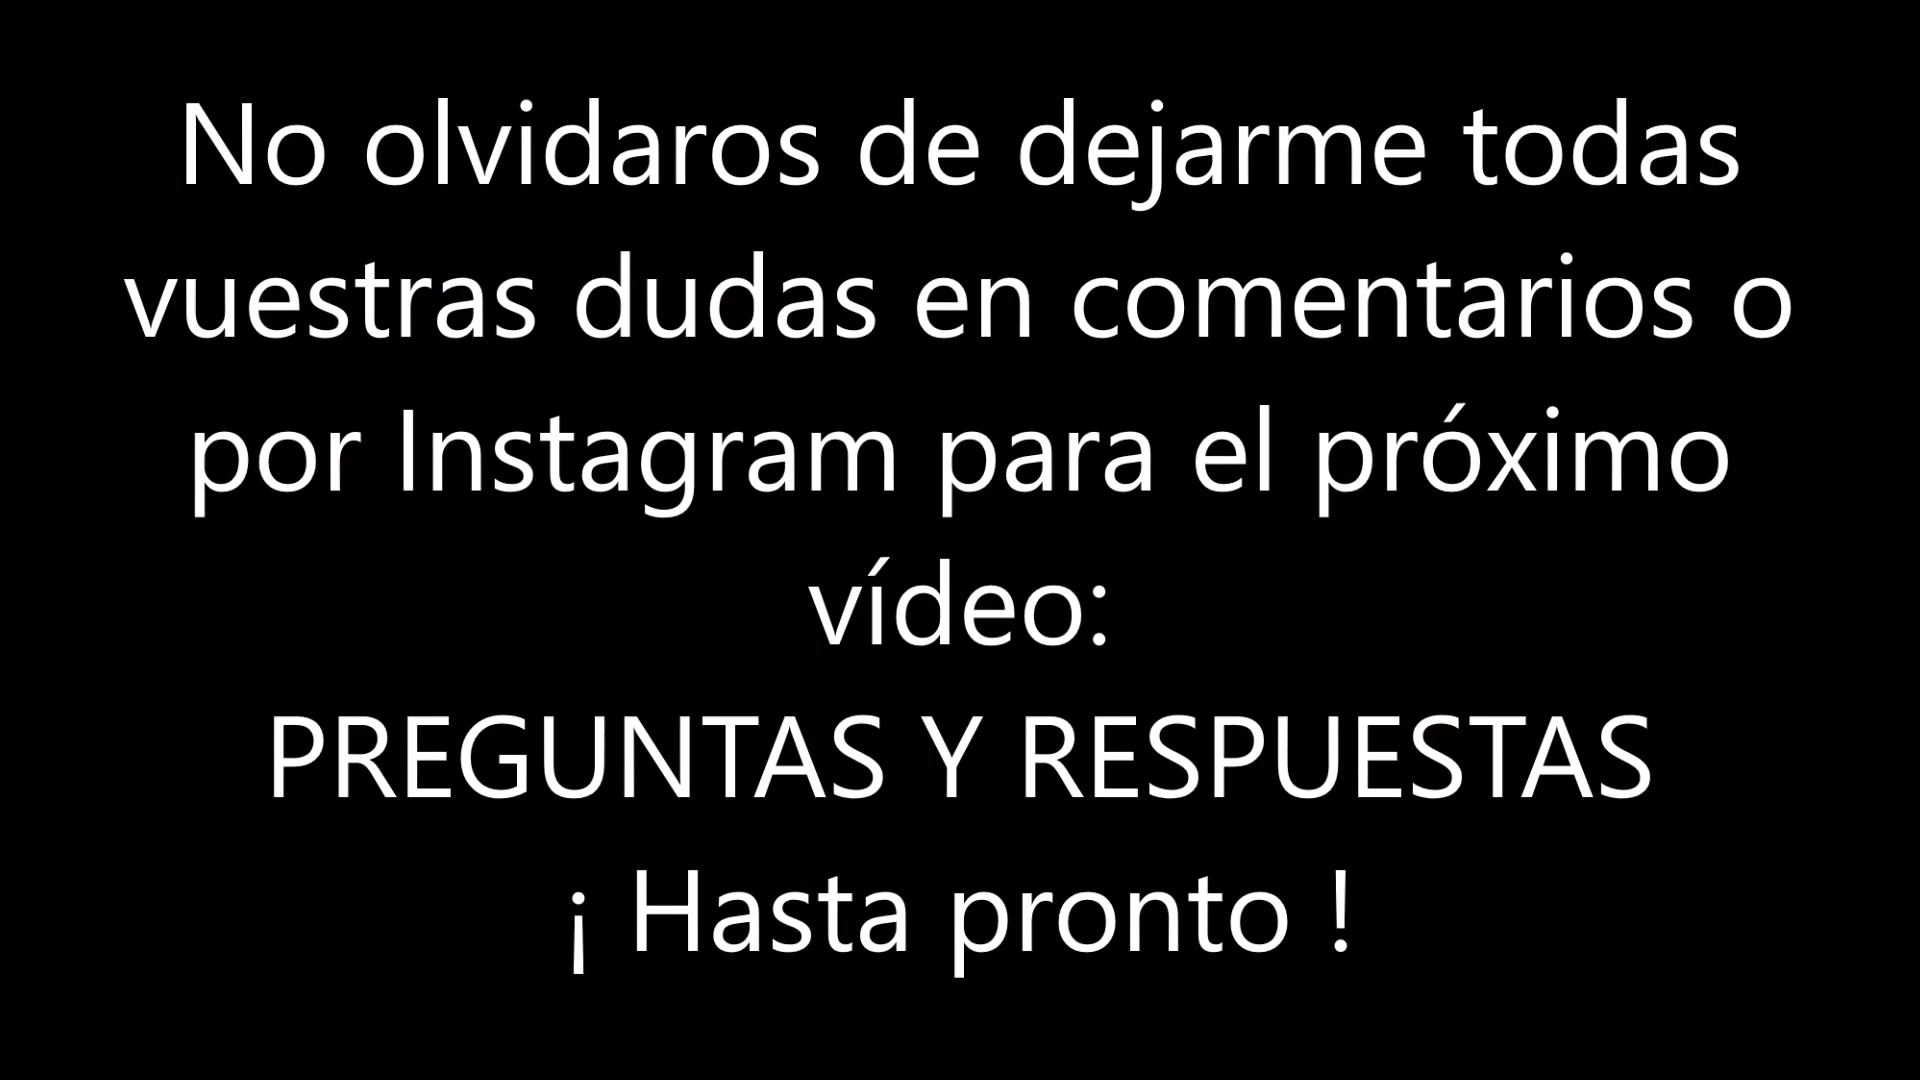 No olvidaros de dejarme todas
vuestras dudas en comentarios o
por Instagram para el próximo
vídeo:
PREGUNTAS Y RESPUESTAS
¡ Hasta pronto !